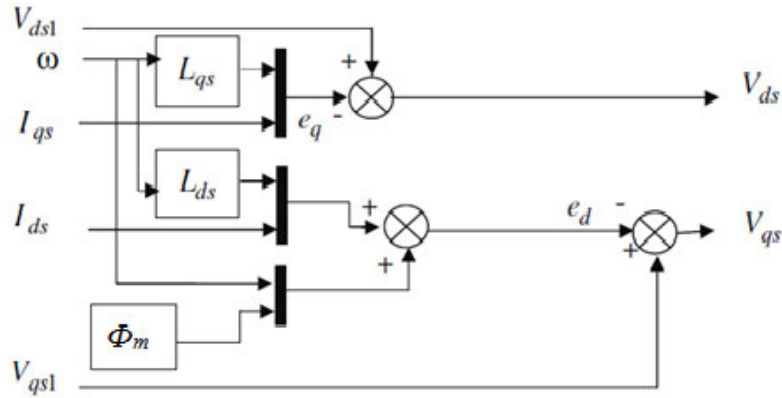 V_ds1
ω
L_qs
+
V_ds
I_qs
e_q -
L_ds
I_ds
+
+
e_d -
+
V_qs
Φ_m
V_qs1